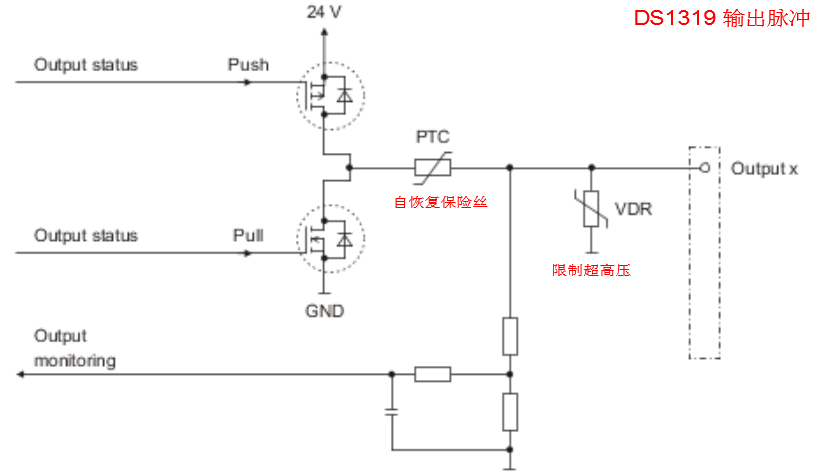 24 V
DS1319 输出脉冲
Output status
Push
PTC
Output x
自恢复保险丝
VDR
Output status
Pull
限制超高压
GND
Output
monitoring